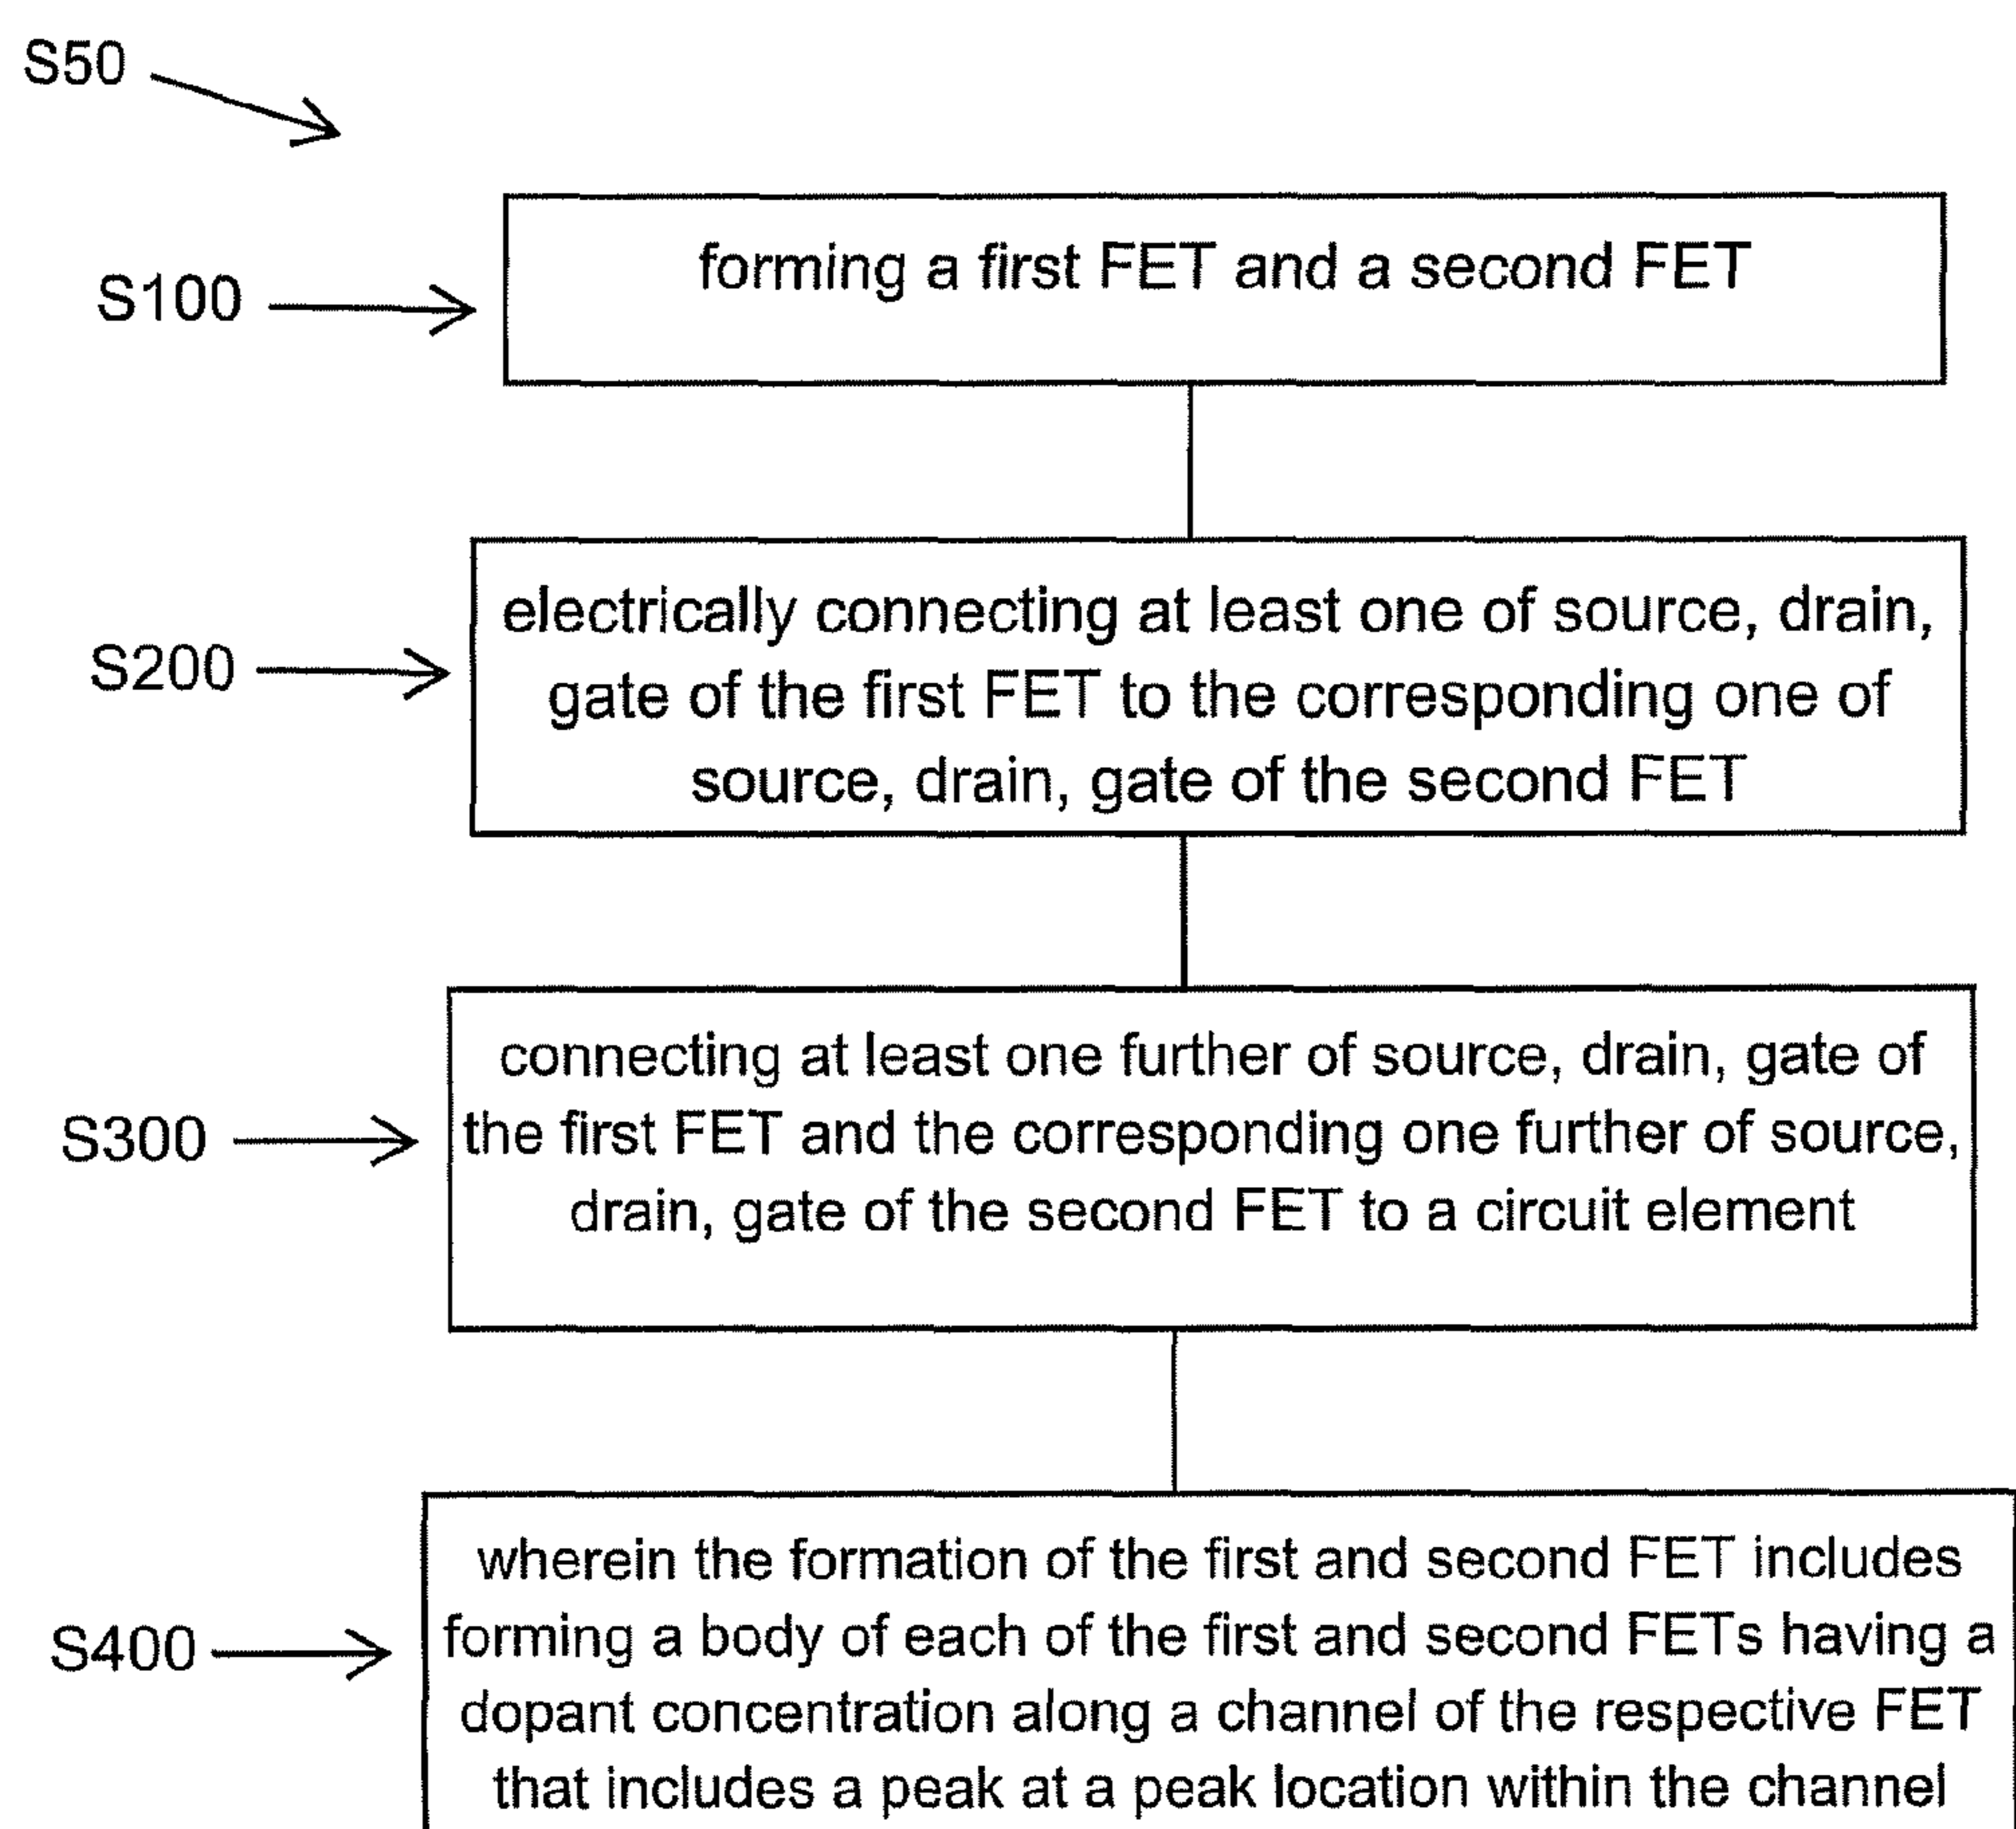 S50
S100
forming a first FET and a second FET
S200
electrically connecting at least one of source, drain,
gate of the first FET to the corresponding one of
source, drain, gate of the second FET
S300
connecting at least one further of source, drain, gate of
the first FET and the corresponding one further of source,
drain, gate of the second FET to a circuit element
S400
wherein the formation of the first and second FET includes
forming a body of each of the first and second FETs having a
dopant concentration along a channel of the respective FET
that includes a peak at a peak location within the channel